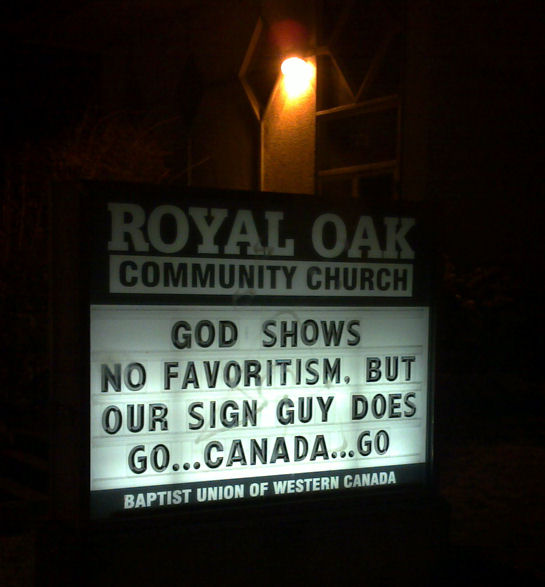 ROYAL OAK
COMMUNITY CHURCH
GOD SHOWS
NO FAVORITISM, BUT
OUR SIGN GUY DOES
GO...CANADA...GO
BAPTIST UNION OF WESTERN CANADA